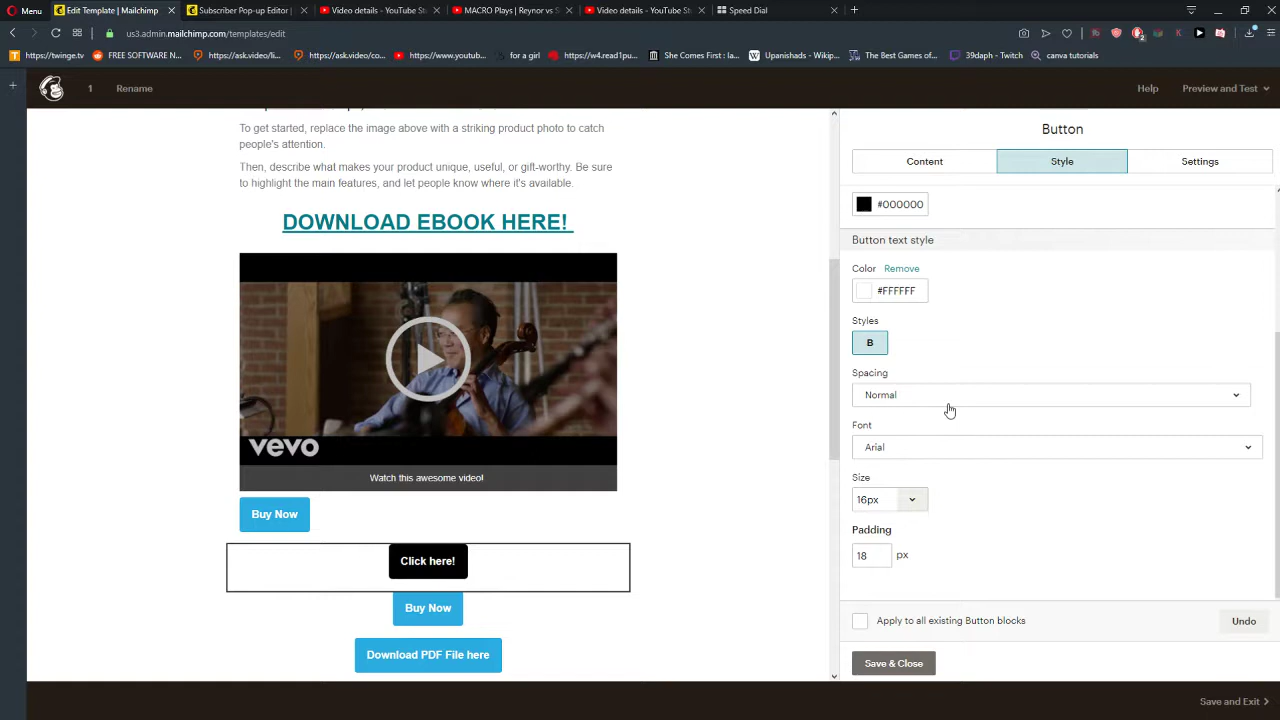 Menu
Edit Template | Mailchimp
Subscriber Pop-up Editor |
Video details - YouTube St
MACRO Plays | Reynor vs S
Video details - YouTube St
Speed Dial
us3.admin.mailchimp.com/templates/edit
https://twinge.tv
FREE SOFTWARE N...
https://ask.video/li...
https://ask.video/co...
https://www.youtub...
for a girl
https://w4.read1pu...
She Comes First : la...
Upanishads - Wikip...
The Best Games of...
39daph - Twitch
canva tutorials
1
Rename
Help
Preview and Test
To get started, replace the image above with a striking product photo to catch
people's attention.
Then, describe what makes your product unique, useful, or gift-worthy. Be sure
to highlight the main features, and let people know where it's available.
DOWNLOAD EBOOK HERE!
vevo
Watch this awesome video!
Buy Now
Click here!
Buy Now
Download PDF File here
Button
Content
Style
Settings
#000000
Button text style
Color Remove
#FFFFFF
Styles
B
Spacing
Normal
Font
Arial
Size
16px
Padding
18 px
Apply to all existing Button blocks
Undo
Save & Close
Save and Exit